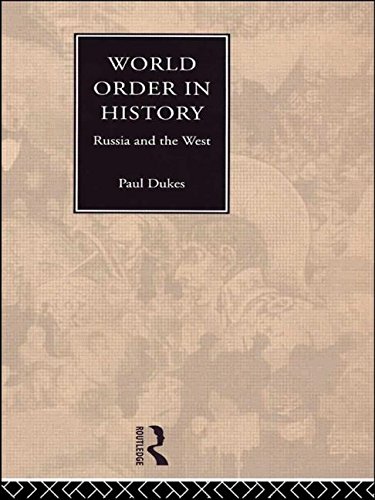 WORLD
ORDER IN
HISTORY
Russia and the West
Paul Dukes
ROUTLEDGE